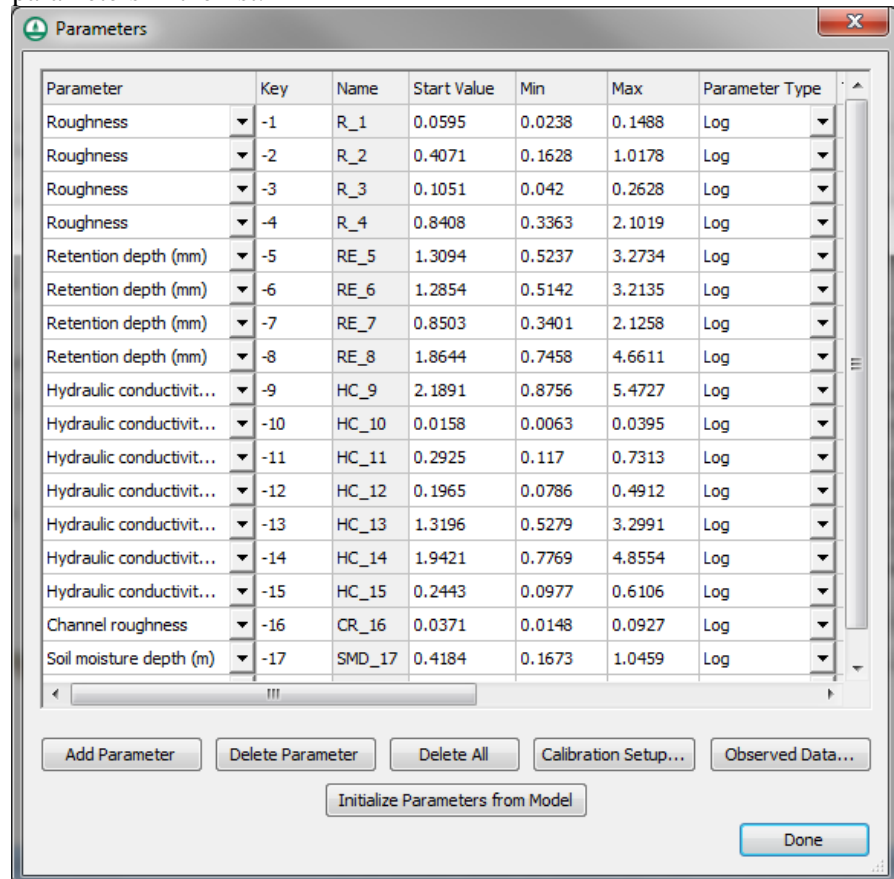 Parameters
Parameter Key Name Start Value Min Max Parameter Type
Roughness -1 R_1 0.0595 0.0238 0.1488 Log
Roughness -2 R_2 0.4071 0.1628 1.0178 Log
Roughness -3 R_3 0.1051 0.042 0.2628 Log
Roughness -4 R_4 0.8408 0.3363 2.1019 Log
Retention depth (mm) -5 RE_5 1.3094 0.5237 3.2734 Log
Retention depth (mm) -6 RE_6 1.2854 0.5142 3.2135 Log
Retention depth (mm) -7 RE_7 0.8503 0.3401 2.1258 Log
Retention depth (mm) -8 RE_8 1.8644 0.7458 4.6611 Log
Hydraulic conductivit... -9 HC_9 2.1891 0.8756 5.4727 Log
Hydraulic conductivit... -10 HC_10 0.0158 0.0063 0.0395 Log
Hydraulic conductivit... -11 HC_11 0.2925 0.117 0.7313 Log
Hydraulic conductivit... -12 HC_12 0.1965 0.0786 0.4912 Log
Hydraulic conductivit... -13 HC_13 1.3196 0.5279 3.2991 Log
Hydraulic conductivit... -14 HC_14 1.9421 0.7769 4.8554 Log
Hydraulic conductivit... -15 HC_15 0.2443 0.0977 0.6106 Log
Channel roughness -16 CR_16 0.0371 0.0148 0.0927 Log
Soil moisture depth (m) -17 SMD_17 0.4184 0.1673 1.0459 Log
Add Parameter Delete Parameter Delete All Calibration Setup... Observed Data...
Initialize Parameters from Model
Done